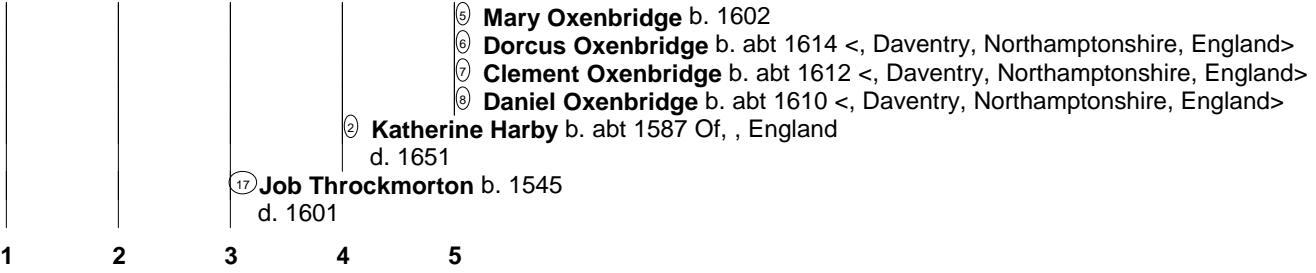 5 Mary Oxenbridge b. 1602
6 Dorcus Oxenbridge b. abt 1614 <, Daventry, Northamptonshire, England>
7 Clement Oxenbridge b. abt 1612 <, Daventry, Northamptonshire, England>
8 Daniel Oxenbridge b. abt 1610 <, Daventry, Northamptonshire, England>
2 Katherine Harby b. abt 1587 Of, , England
d. 1651
17 Job Throckmorton b. 1545
d. 1601
1 2 3 4 5